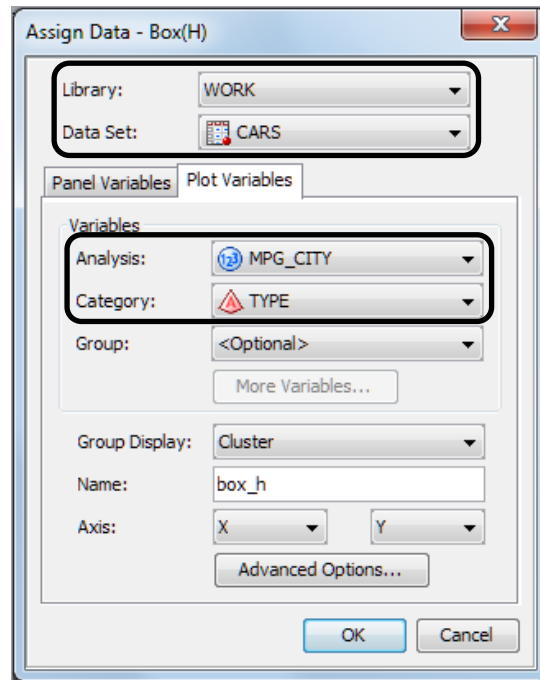 Assign Data - Box(H)
Library: WORK
Data Set: CARS
Panel Variables Plot Variables
Variables
Analysis: 123 MPG_CITY
Category: A TYPE
Group: <Optional>
More Variables...
Group Display: Cluster
Name: box_h
Axis: X Y
Advanced Options...
OK Cancel